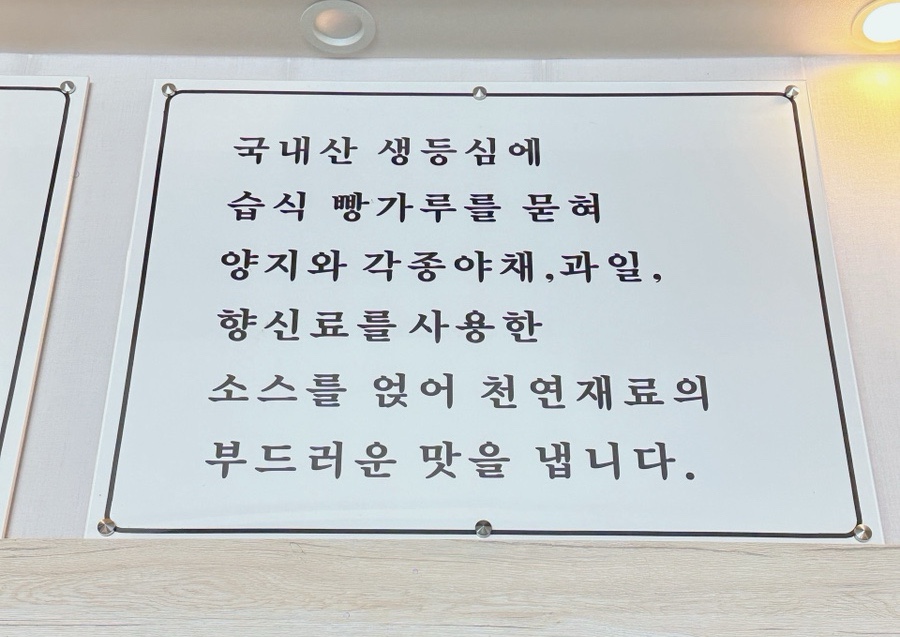 국내산 생등심에
습식 빵가루를 묻혀
양지와 각종야채,과일,
향신료를 사용한
소스를 얹어 천연재료의
부드러운 맛을 냅니다.